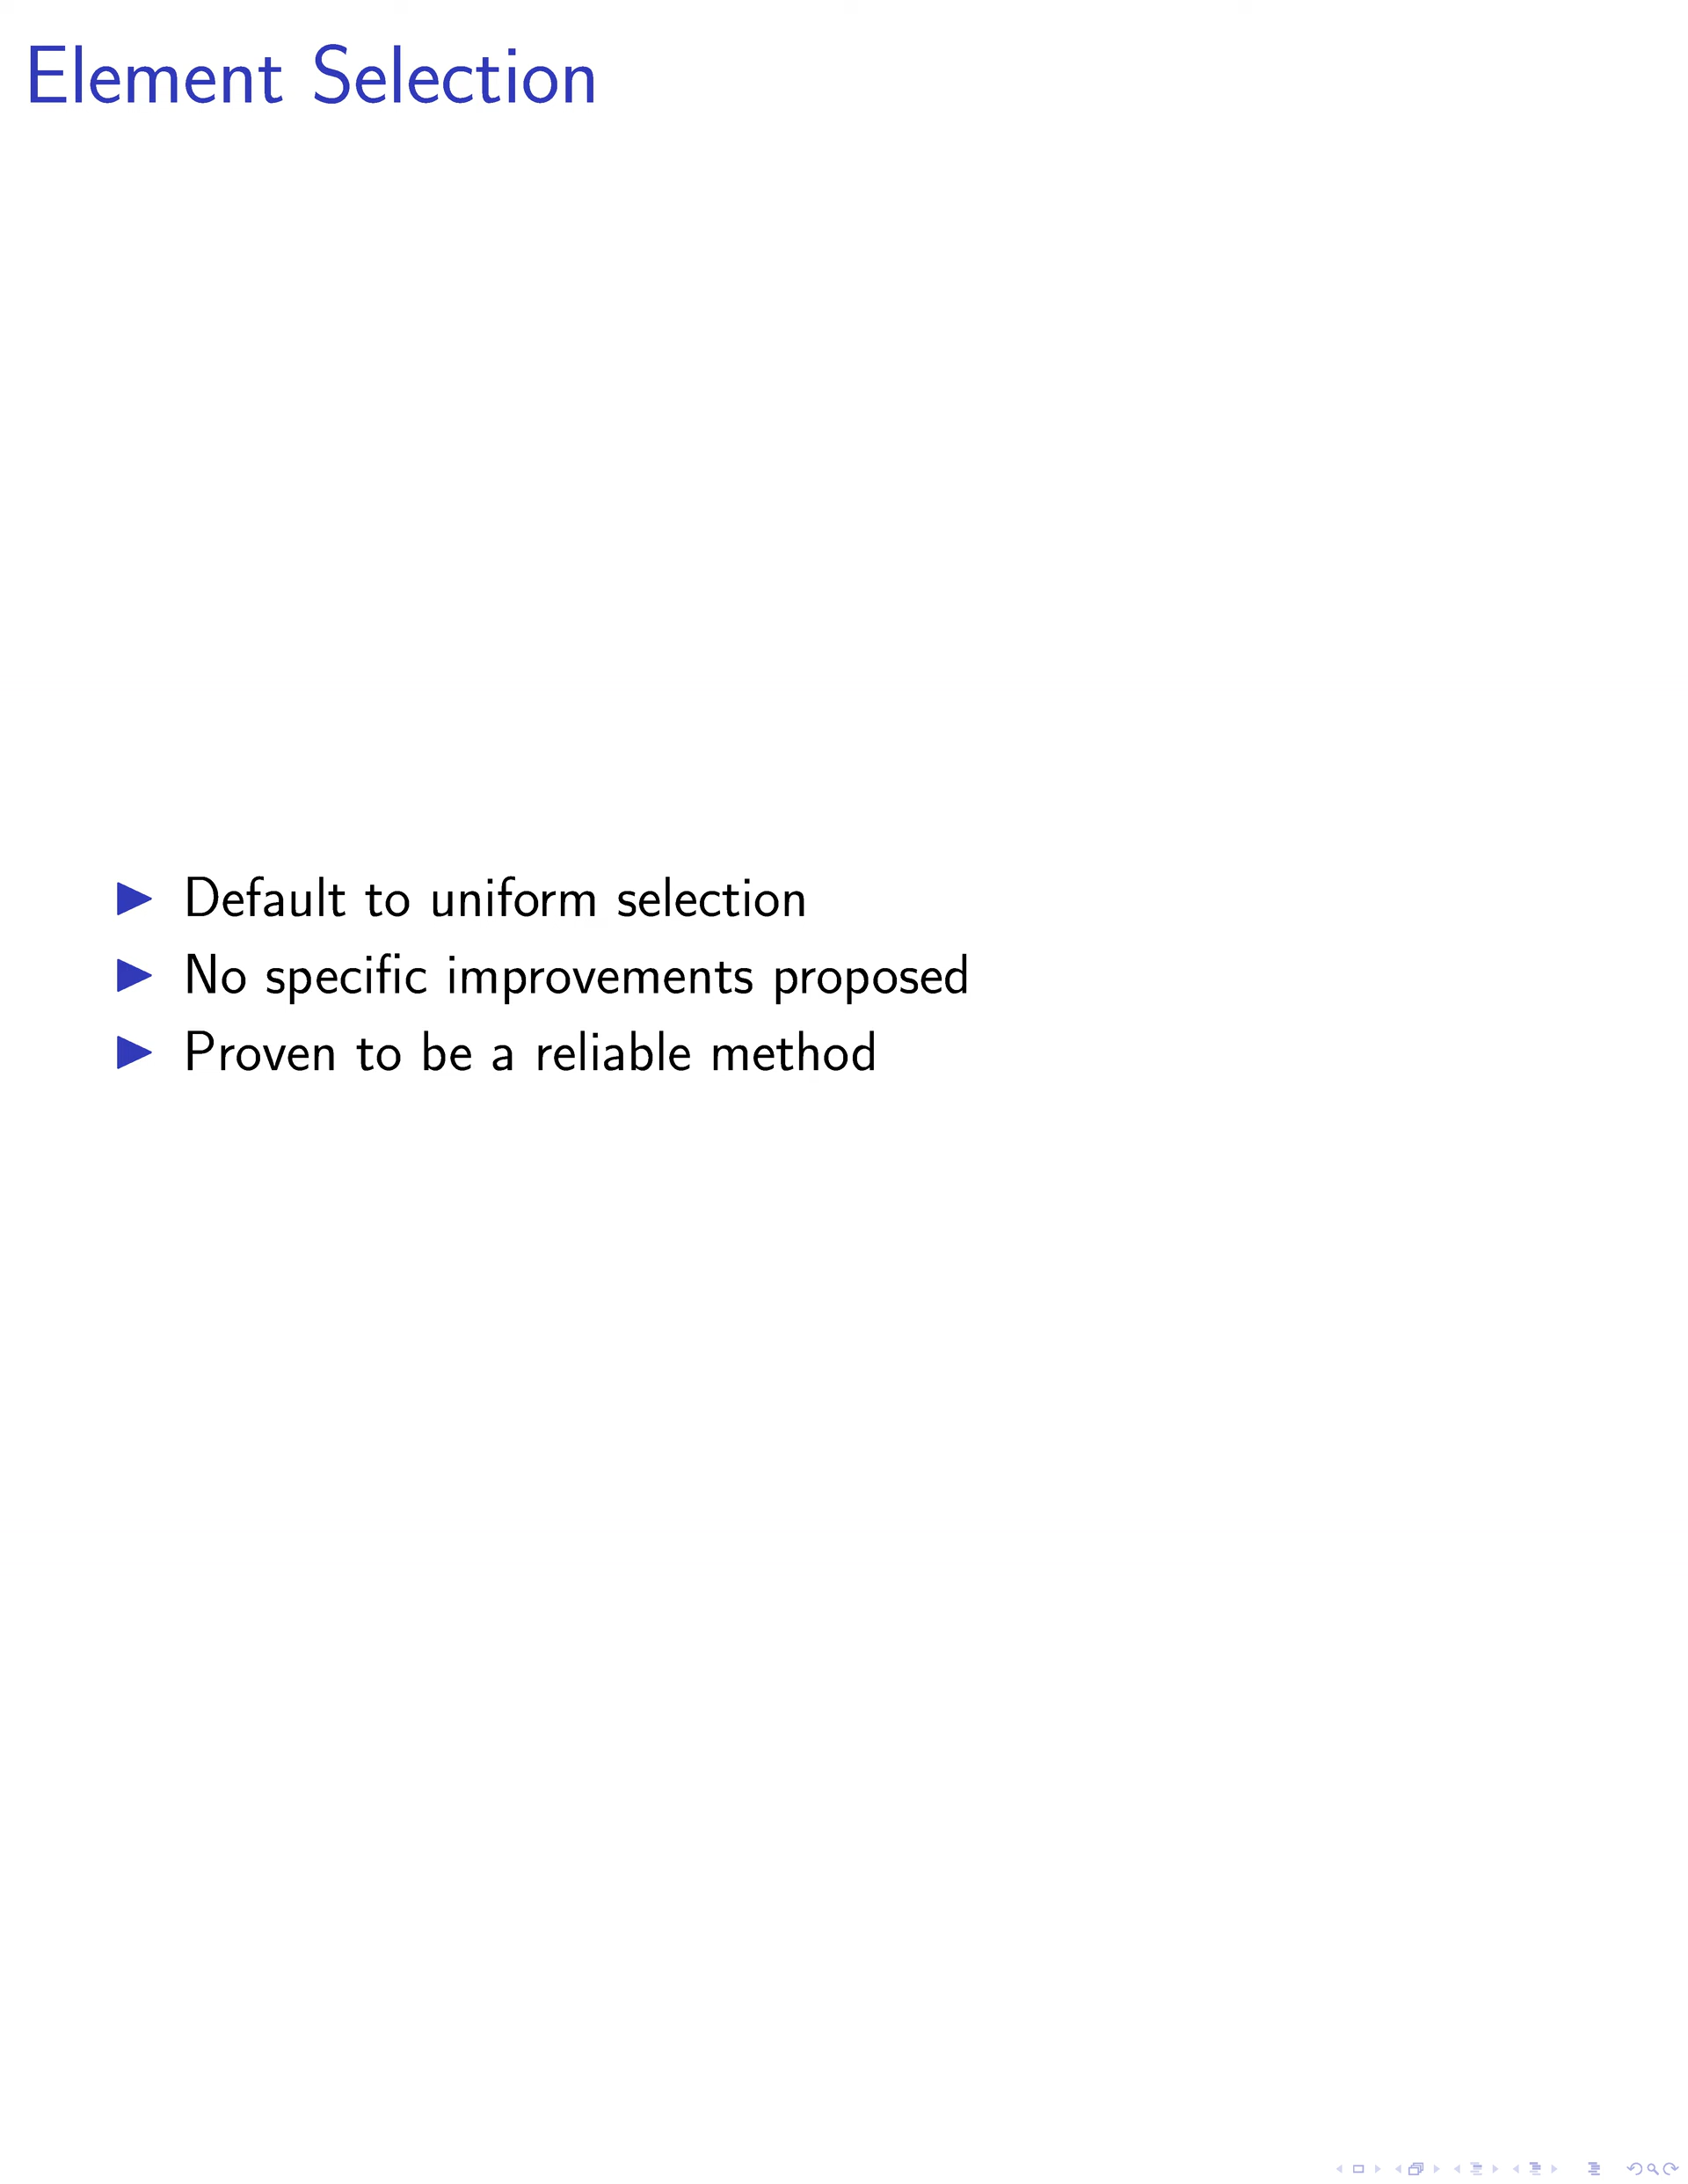 Element Selection
Default to uniform selection
No specific improvements proposed
Proven to be a reliable method